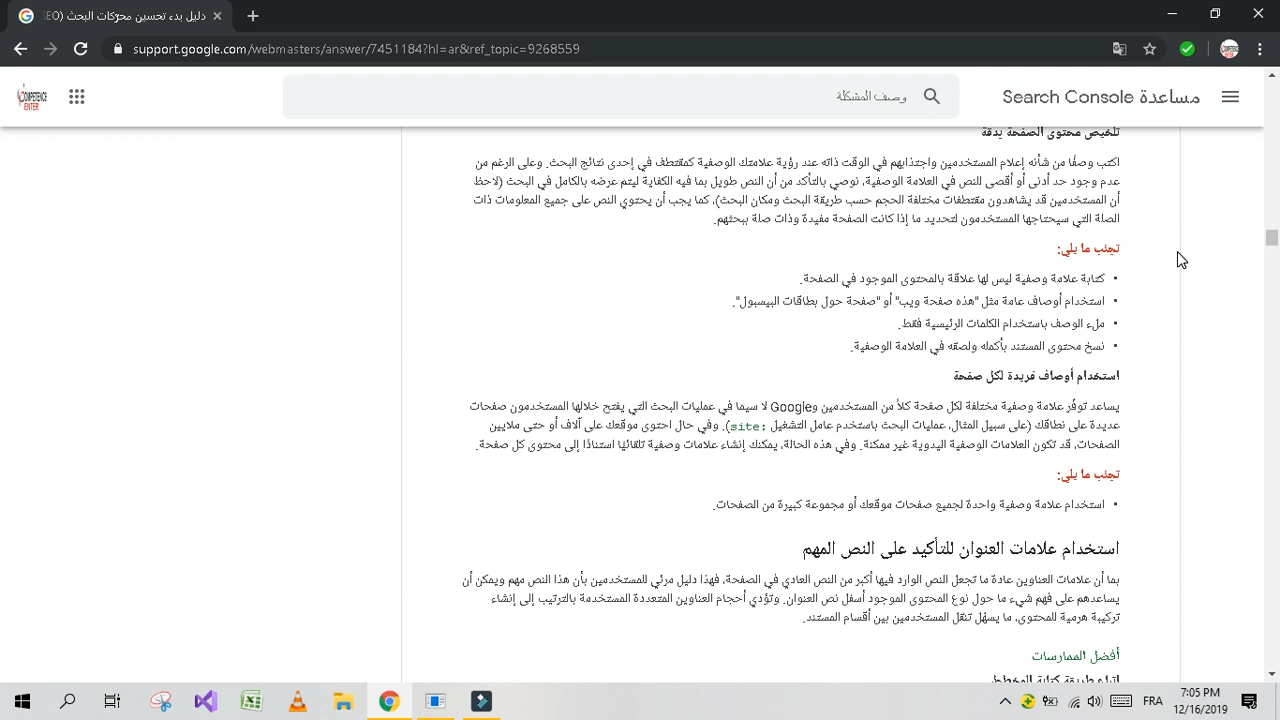 دليل بدء تحسين محركات البحث (SEO
support.google.com/webmasters/answer/7451184?hl=ar&ref_topic=9268559
مساعدة Search Console
وصف المشكلة
COMPETENCE
ENTER
تلخيص محتوى الصفحة بدقة
اكتب وصفًا من شأنه إعلام المستخدمين واجتذابهم في الوقت ذاته عند رؤية علامتك الوصفية كمقتطف في إحدى نتائج البحث. وعلى الرغم من
عدم وجود حد أدنى أو أقصى للنص في العلامة الوصفية، نوصي بالتأكد من أن النص طويل بما فيه الكفاية ليتم عرضه بالكامل في البحث (لاحظ
أن المستخدمين قد يشاهدون مقتطفات مختلفة الحجم حسب طريقة البحث ومكان البحث)، كما يجب أن يحتوي النص على جميع المعلومات ذات
الصلة التي سيحتاجها المستخدمون لتحديد ما إذا كانت الصفحة مفيدة وذات صلة ببحثهم.
تجنّب ما يلي:
كتابة علامة وصفية ليس لها علاقة بالمحتوى الموجود في الصفحة.
استخدام أوصاف عامة مثل "هذه صفحة ويب" أو "صفحة حول بطاقات البيسبول".
ملء الوصف باستخدام الكلمات الرئيسية فقط.
نسخ محتوى المستند بأكمله ولصقه في العلامة الوصفية.
استخدام أوصاف فريدة لكل صفحة
يساعد توفُر علامة وصفية مختلفة لكل صفحة كلاً من المستخدمين وGoogle لا سيما في عمليات البحث التي يفتح خلالها المستخدمون صفحات
عديدة على نطاقك (على سبيل المثال، عمليات البحث باستخدم عامل التشغيل site:). وفي حال احتوى موقعك على آلاف أو حتى ملايين
الصفحات، قد تكون العلامات الوصفية اليدوية غير ممكنة. وفي هذه الحالة، يمكنك إنشاء علامات وصفية تلقائيًا استنادًا إلى محتوى كل صفحة.
تجنّب ما يلي:
استخدام علامة وصفية واحدة لجميع صفحات موقعك أو مجموعة كبيرة من الصفحات.
استخدام علامات العنوان للتأكيد على النص المهم
بما أن علامات العناوين عادة ما تجعل النص الوارد فيها أكبر من النص العادي في الصفحة، فهذا دليل مرئي للمستخدمين بأن هذا النص مهم ويمكن أن
يساعدهم على فهم شيء ما حول نوع المحتوى الموجود أسفل نص العنوان. وتؤدي أحجام العناوين المتعددة المستخدمة بالترتيب إلى إنشاء
تركيبة هرمية للمحتوى، ما يسهّل تنقل المستخدمين بين أقسام المستند.
أفضل الممارسات
اتباع طريقة كتابة المخطط
FRA
7:05 PM
12/16/2019